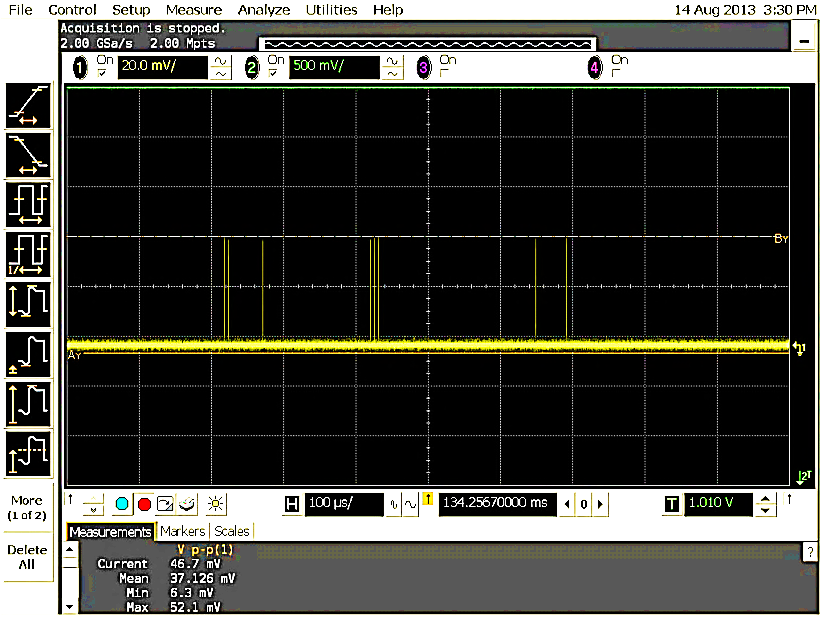 File Control Setup Measure Analyze Utilities Help 14 Aug 2013 3:30 PM
Acquisition is stopped.
2.00 GSa/s 2.00 Mpts
1 On 20.0 mV/ 2 On 500 mV/ 3 On 4 On
By
Ay
1
2T
More
(1 of 2)
Delete
All
H 100 µs/ 134.25670000 ms 0 T 1.010 V
Measurements Markers Scales
?
V p-p(1)
Current 46.7 mV
Mean 37.126 mV
Min 6.3 mV
Max 52.1 mV